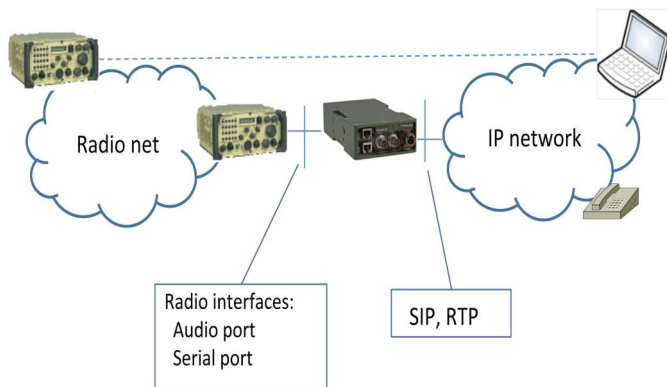 Radio net
IP network
Radio interfaces:
Audio port
Serial port
SIP, RTP